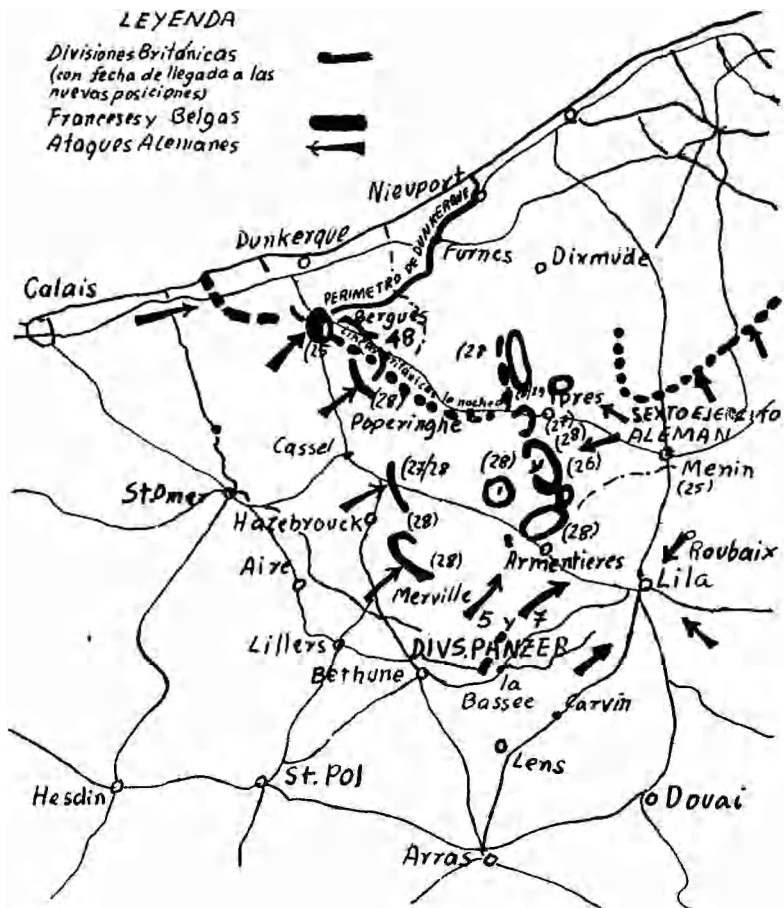 LEYENDA
Divisiones Británicas
(con fecha de llegada a las
nuevas posiciones)
Franceses y Belgas
Ataques Alemanes
Nieuport
Dunkerque
PERIMETRO DE DUNKERQUE
Furnes
Dixmude
Calais
Bergues
48
(25
(28
la noche
(28)
Ipres
(27)
SEXTO EJERCITO
ALEMAN
Poperinghe
(28)
Cassel
(27/28
(28)
(26)
Menin
(25)
St Omer
Hazebrouck
(28)
(28)
Armentieres
Roubaix
Aire
(28)
Merville
Lila
5 y 7
Lillers
DIVS. PANZER
Bethune
la
Bassee
Carvin
Lens
Hesdin
St. Pol
Douai
Arras